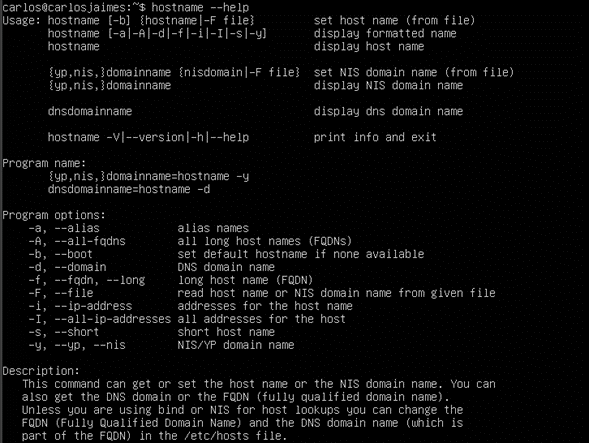 carlos@carlosjaimes:~$ hostname --help
Usage: hostname [-b] {hostname|-F file}         set host name (from file)
       hostname [-a|-A|-d|-f|-i|-I|-s|-y]       display formatted name
       hostname                                 display host name

       {yp,nis,}domainname {nisdomain|-F file}  set NIS domain name (from file)
       {yp,nis,}domainname                      display NIS domain name

       dnsdomainname                            display dns domain name

       hostname -V|--version|-h|--help          print info and exit

Program name:
       {yp,nis,}domainname=hostname -y
       dnsdomainname=hostname -d

Program options:
    -a, --alias            alias names
    -A, --all-fqdns        all long host names (FQDNs)
    -b, --boot             set default hostname if none available
    -d, --domain           DNS domain name
    -f, --fqdn, --long     long host name (FQDN)
    -F, --file             read host name or NIS domain name from given file
    -i, --ip-address       addresses for the host name
    -I, --all-ip-addresses all addresses for the host
    -s, --short            short host name
    -y, --yp, --nis        NIS/YP domain name

Description:
   This command can get or set the host name or the NIS domain name. You can
   also get the DNS domain or the FQDN (fully qualified domain name).
   Unless you are using bind or NIS for host lookups you can change the
   FQDN (Fully Qualified Domain Name) and the DNS domain name (which is
   part of the FQDN) in the /etc/hosts file.